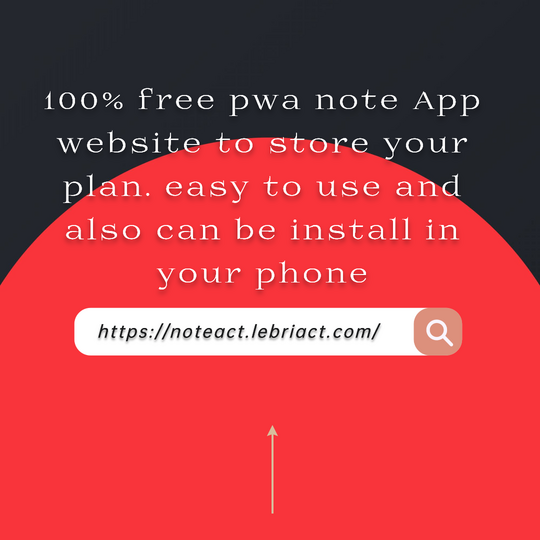 100% free pwa note App
website to store your
plan. easy to use and
also can be install in
your phone
https://noteact.lebriact.com/